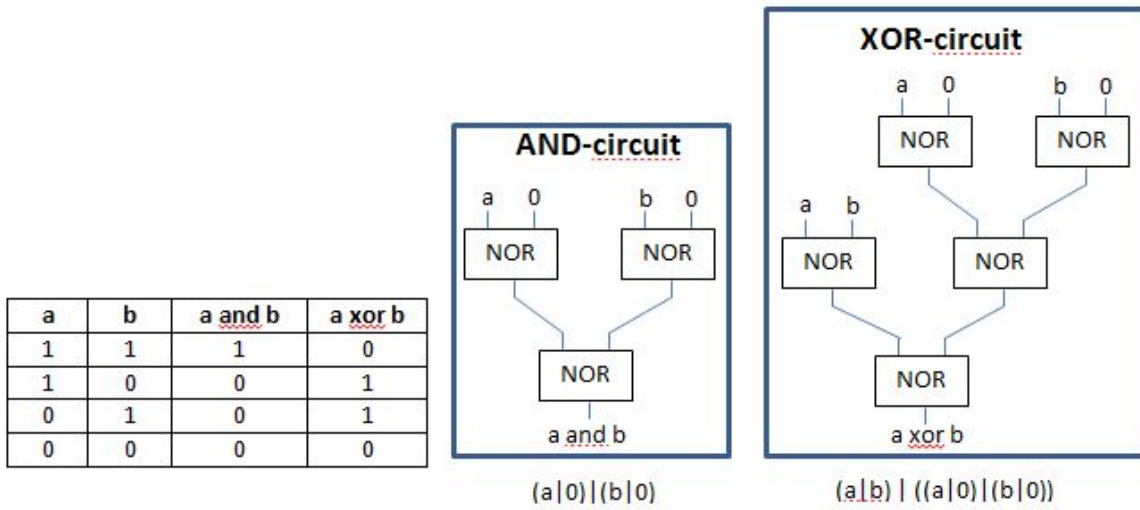 a b a and b a xor b
1 1 1 0
1 0 0 1
0 1 0 1
0 0 0 0
AND-circuit
a 0 b 0
NOR NOR
NOR
a and b
(a|0)|(b|0)
XOR-circuit
a 0 b 0
NOR NOR
a b
NOR NOR
NOR
a xor b
(a|b) | ((a|0)|(b|0))